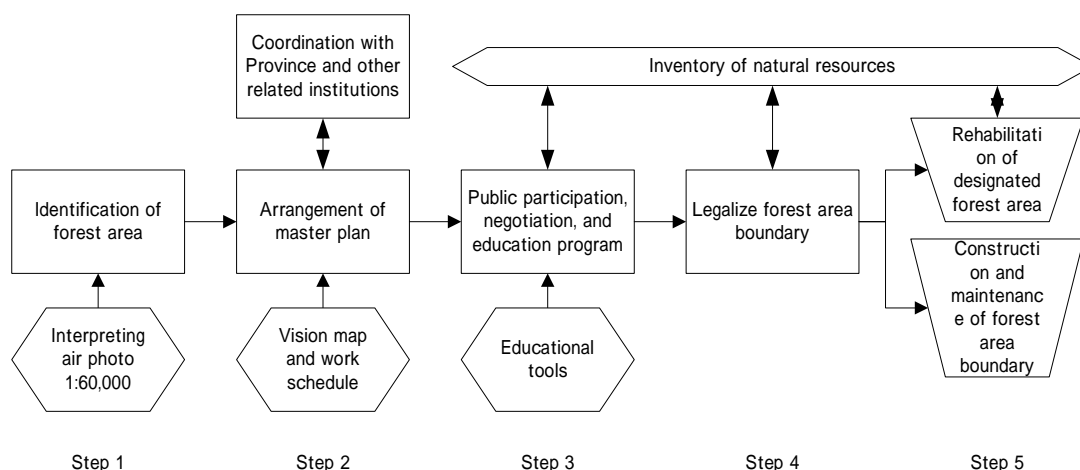 Coordination with
Province and other
related institutions
Inventory of natural resources
Identification of
forest area
Arrangement of
master plan
Public participation,
negotiation, and
education program
Legalize forest area
boundary
Rehabilitati
on of
designated
forest area
Constructi
on and
maintenanc
e of forest
area
boundary
Interpreting
air photo
1:60,000
Vision map
and work
schedule
Educational
tools
Step 1
Step 2
Step 3
Step 4
Step 5